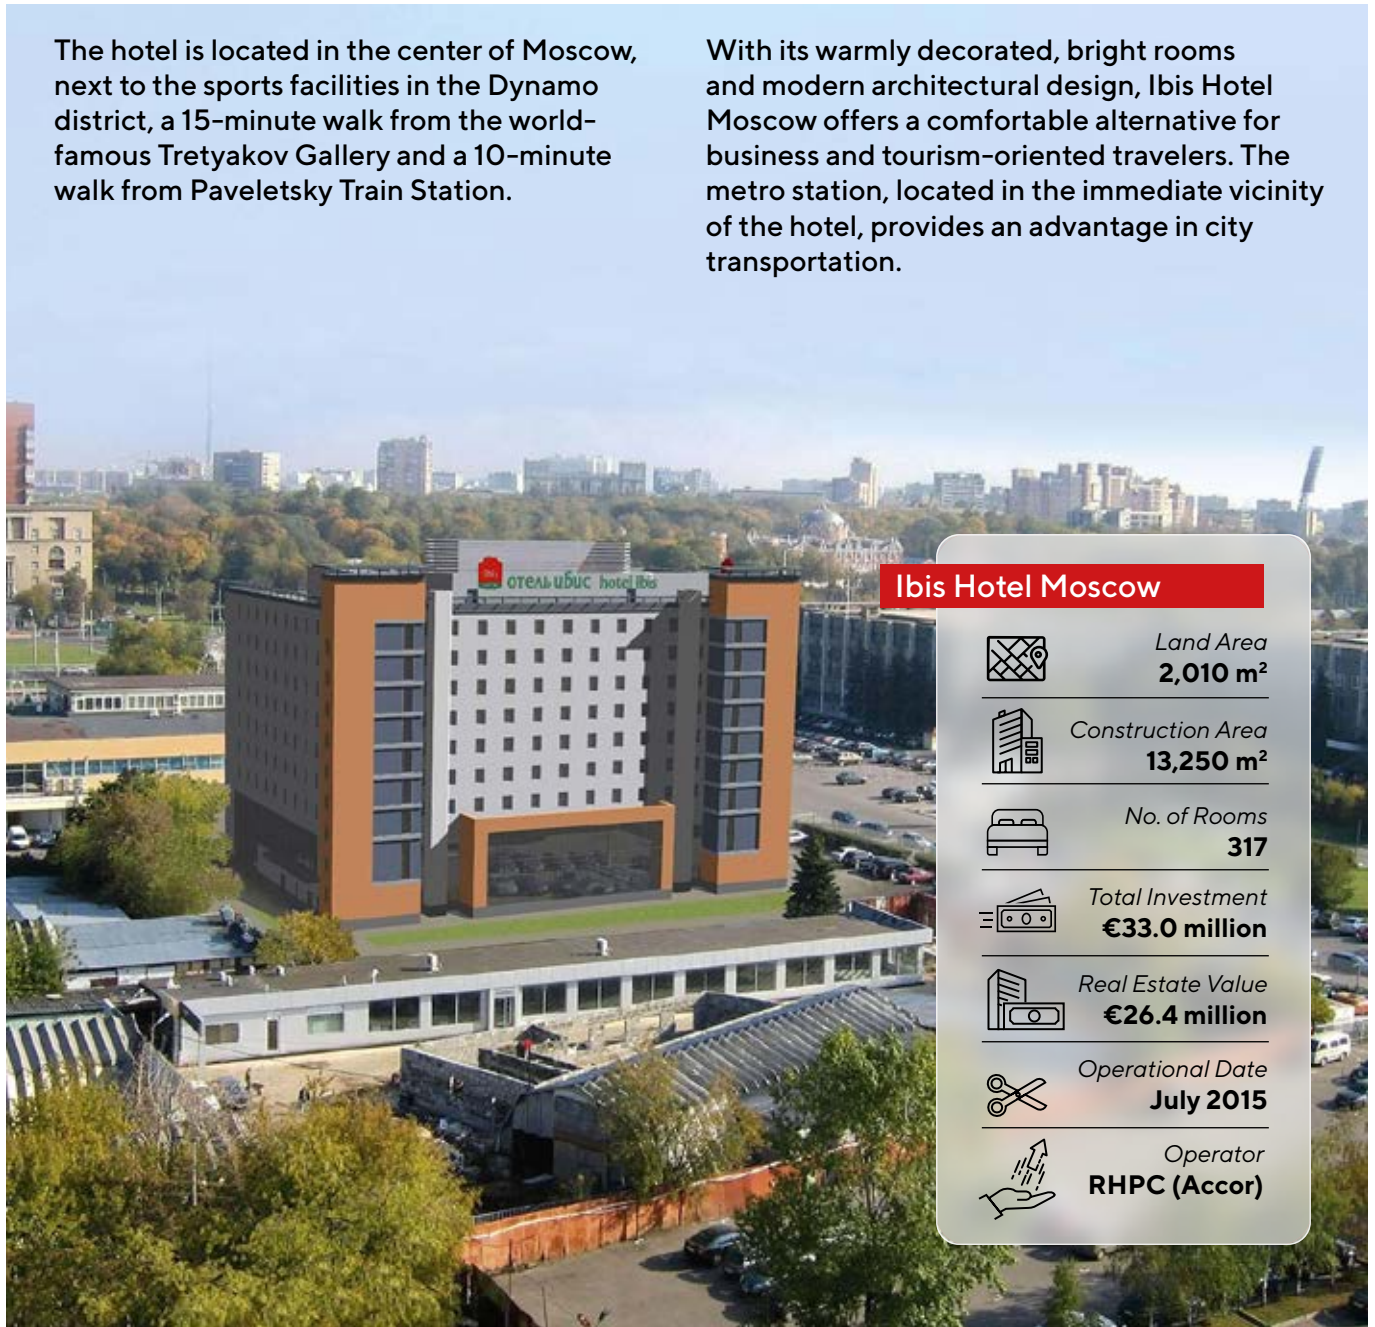 The hotel is located in the center of Moscow,
next to the sports facilities in the Dynamo
district, a 15-minute walk from the world-
famous Tretyakov Gallery and a 10-minute
walk from Paveletsky Train Station.
With its warmly decorated, bright rooms
and modern architectural design, Ibis Hotel
Moscow offers a comfortable alternative for
business and tourism-oriented travelers. The
metro station, located in the immediate vicinity
of the hotel, provides an advantage in city
transportation.
ibis
отель ибис hotel ibis
Ibis Hotel Moscow
Land Area
2,010 m²
Construction Area
13,250 m²
No. of Rooms
317
Total Investment
€33.0 million
Real Estate Value
€26.4 million
Operational Date
July 2015
Operator
RHPC (Accor)